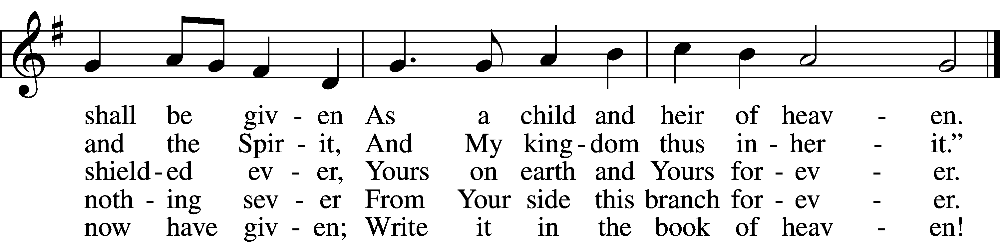 shall be giv - en As a child and heir of heav - en.
and the Spir - it, And My king - dom thus in - her - it.”
shield - ed ev - er, Yours on earth and Yours for - ev - er.
noth - ing sev - er From Your side this branch for - ev - er.
now have giv - en; Write it in the book of heav - en!